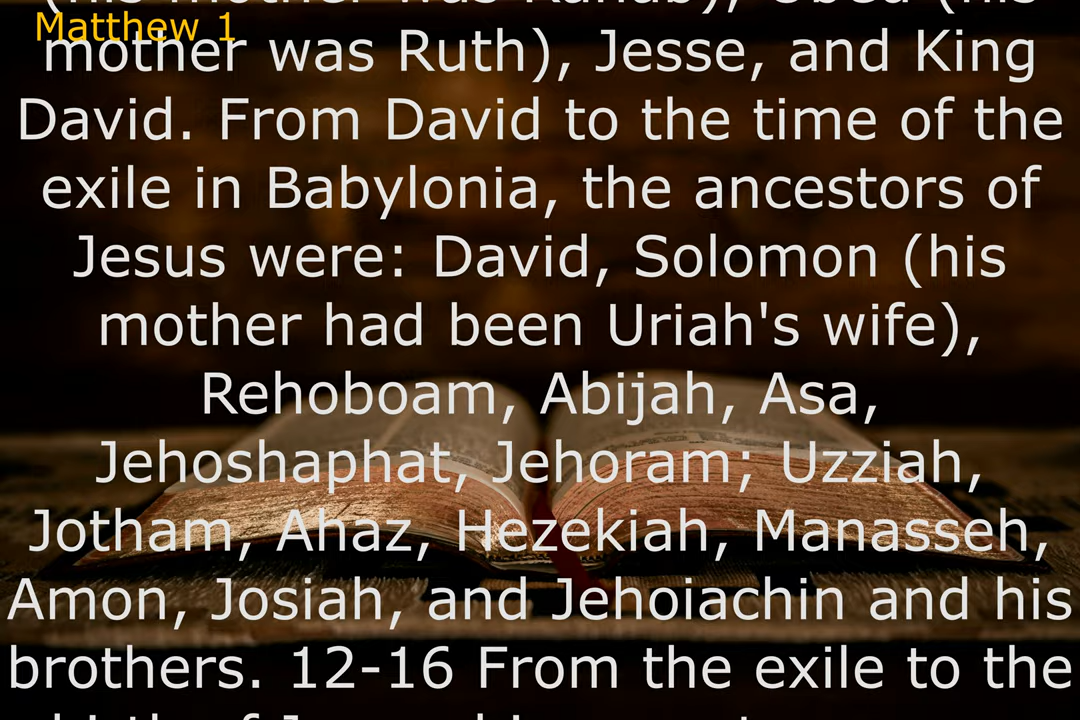 Matthew 1
mother was Ruth), Jesse, and King
David. From David to the time of the
exile in Babylonia, the ancestors of
Jesus were: David, Solomon (his
mother had been Uriah's wife),
Rehoboam, Abijah, Asa,
Jehoshaphat, Jehoram; Uzziah,
Jotham, Ahaz, Hezekiah, Manasseh,
Amon, Josiah, and Jehoiachin and his
brothers. 12-16 From the exile to the